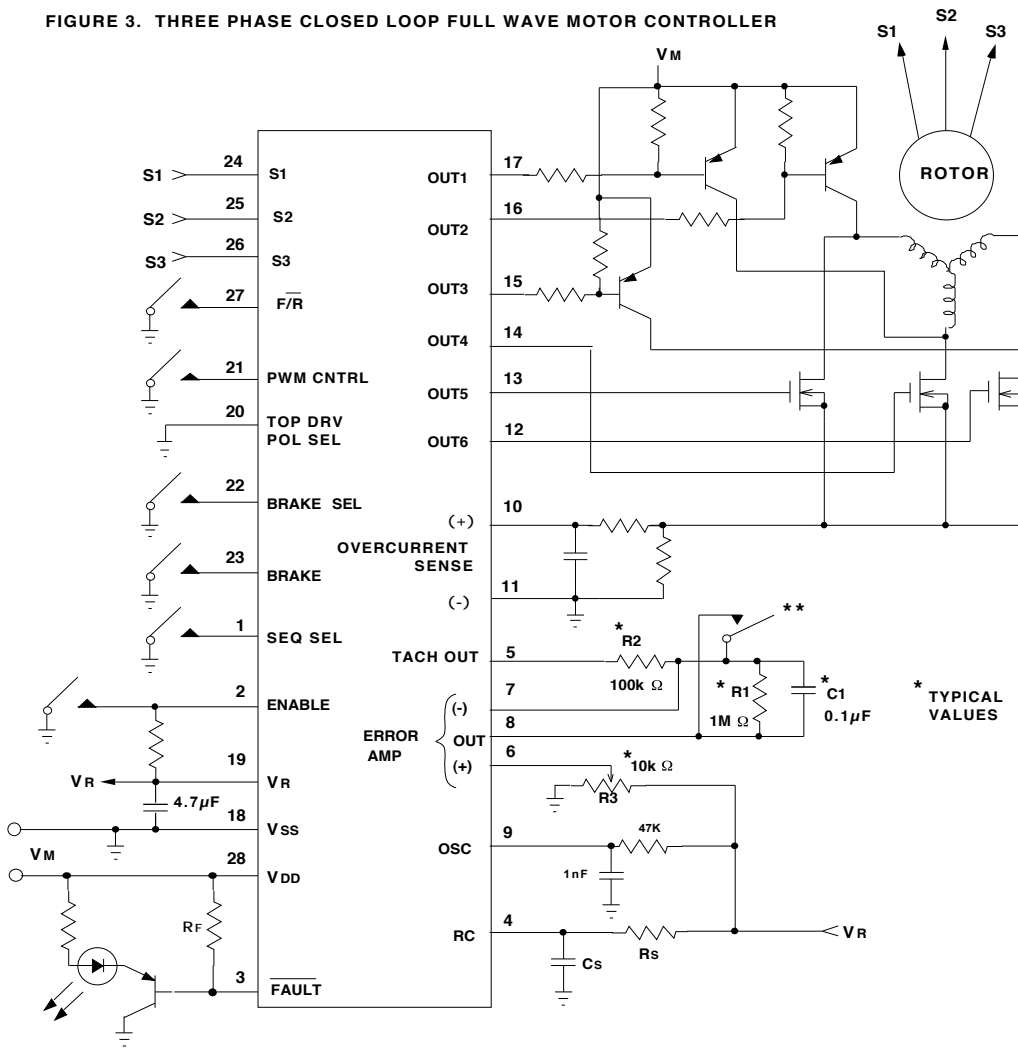 FIGURE 3. THREE PHASE CLOSED LOOP FULL WAVE MOTOR CONTROLLER
S1
S2
S3
ROTOR
VM
S1
24
S1
S2
25
S2
S3
26
S3
27
F/R
21
PWM CNTRL
20
TOP DRV
POL SEL
22
BRAKE SEL
23
BRAKE
1
SEQ SEL
2
ENABLE
VR
19
VR
4.7µF
18
VSS
VM
28
VDD
RF
3
FAULT
OUT1
17
OUT2
16
OUT3
15
OUT4
14
OUT5
13
OUT6
12
(+)
10
OVERCURRENT
SENSE
(-)
11
TACH OUT
5
* R2
100k Ω
**
* R1
1M Ω
* C1
0.1µF
* TYPICAL
VALUES
ERROR
AMP
(-)
7
OUT
8
(+)
6
*10k Ω
R3
OSC
9
47K
1nF
RC
4
CS
RS
VR